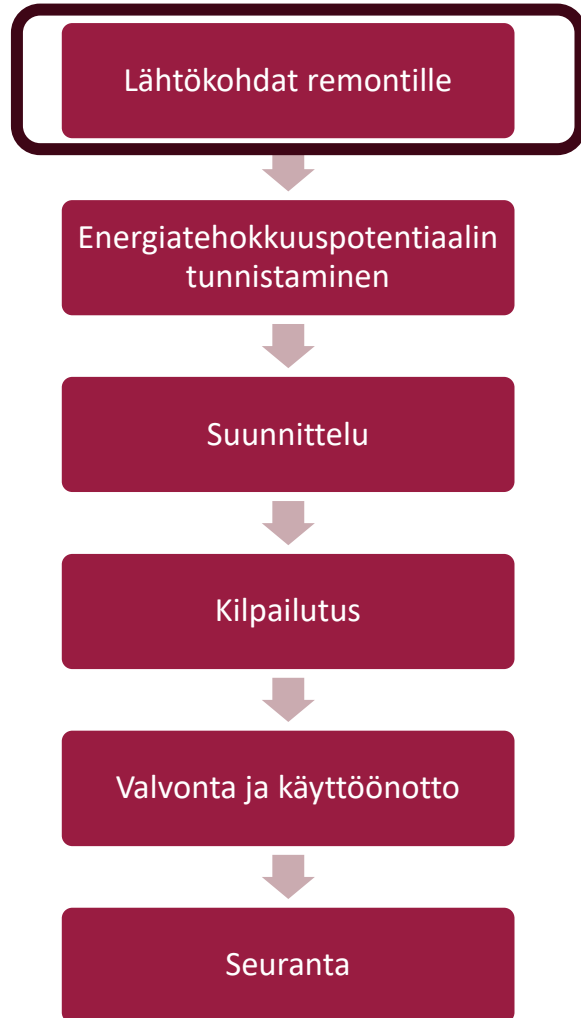 Lähtökohdat remontille
Energiatehokkuuspotentiaalin
tunnistaminen
Suunnittelu
Kilpailutus
Valvonta ja käyttöönotto
Seuranta